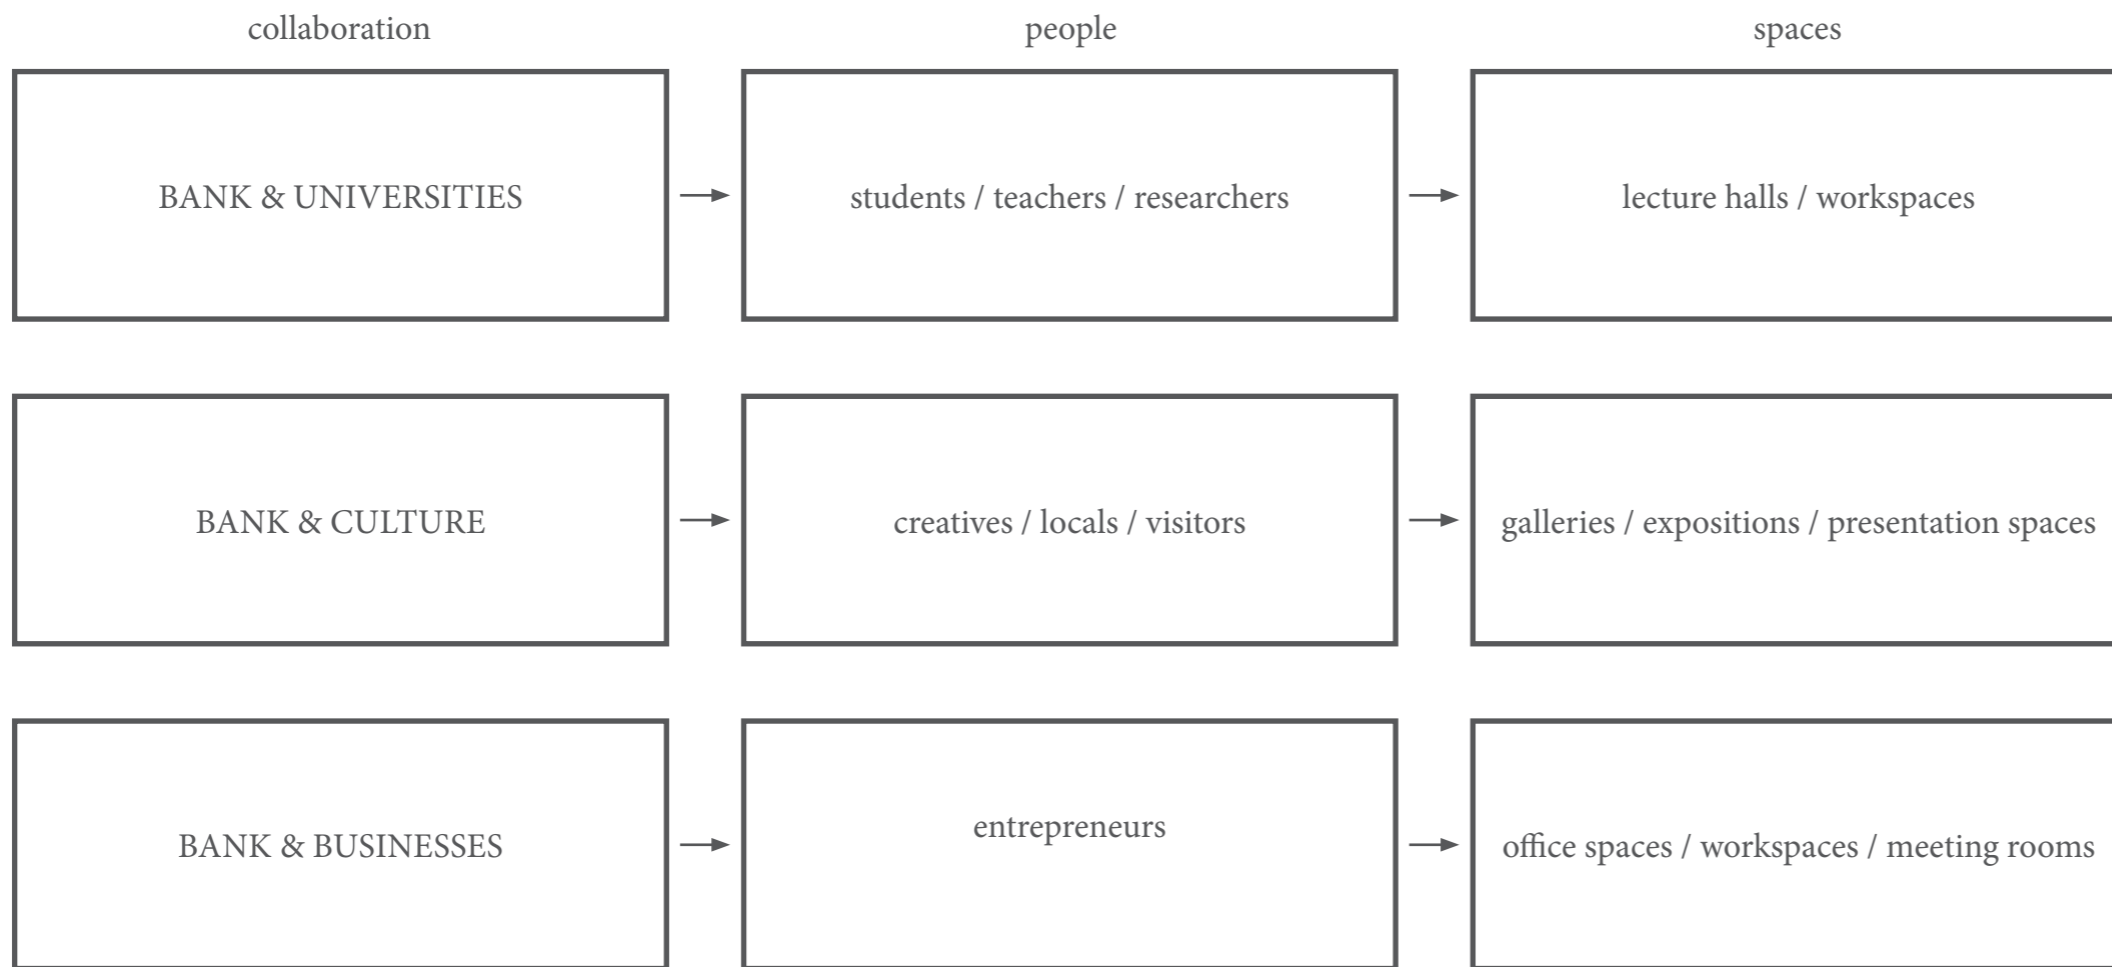 collaboration
people
spaces
BANK & UNIVERSITIES
students / teachers / researchers
lecture halls / workspaces
BANK & CULTURE
creatives / locals / visitors
galleries / expositions / presentation spaces
BANK & BUSINESSES
entrepreneurs
office spaces / workspaces / meeting rooms